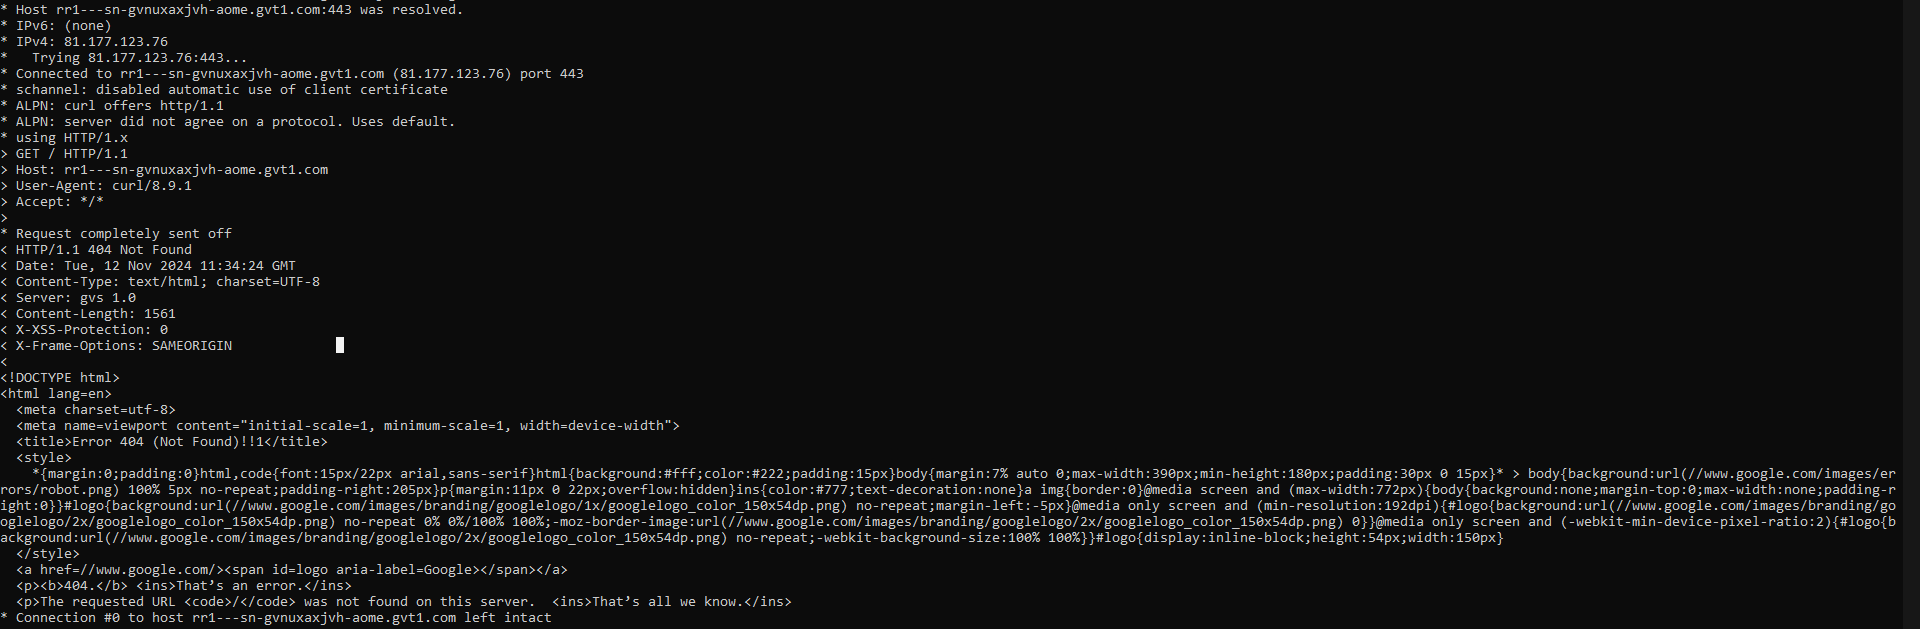 * Host rr1---sn-gvnuxaxjvh-aome.gvt1.com:443 was resolved.
* IPv6: (none)
* IPv4: 81.177.123.76
*   Trying 81.177.123.76:443...
* Connected to rr1---sn-gvnuxaxjvh-aome.gvt1.com (81.177.123.76) port 443
* schannel: disabled automatic use of client certificate
* ALPN: curl offers http/1.1
* ALPN: server did not agree on a protocol. Uses default.
* using HTTP/1.x
> GET / HTTP/1.1
> Host: rr1---sn-gvnuxaxjvh-aome.gvt1.com
> User-Agent: curl/8.9.1
> Accept: */*
>
* Request completely sent off
< HTTP/1.1 404 Not Found
< Date: Tue, 12 Nov 2024 11:34:24 GMT
< Content-Type: text/html; charset=UTF-8
< Server: gvs 1.0
< Content-Length: 1561
< X-XSS-Protection: 0
< X-Frame-Options: SAMEORIGIN
<
<!DOCTYPE html>
<html lang=en>
  <meta charset=utf-8>
  <meta name=viewport content="initial-scale=1, minimum-scale=1, width=device-width">
  <title>Error 404 (Not Found)!!1</title>
  <style>
    *{margin:0;padding:0}html,code{font:15px/22px arial,sans-serif}html{background:#fff;color:#222;padding:15px}body{margin:7% auto 0;max-width:390px;min-height:180px;padding:30px 0 15px}* > body{background:url(//www.google.com/images/er
rors/robot.png) 100% 5px no-repeat;padding-right:205px}p{margin:11px 0 22px;overflow:hidden}ins{color:#777;text-decoration:none}a img{border:0}@media screen and (max-width:772px){body{background:none;margin-top:0;max-width:none;padding-r
ight:0}}#logo{background:url(//www.google.com/images/branding/googlelogo/1x/googlelogo_color_150x54dp.png) no-repeat;margin-left:-5px}@media only screen and (min-resolution:192dpi){#logo{background:url(//www.google.com/images/branding/go
oglelogo/2x/googlelogo_color_150x54dp.png) no-repeat 0% 0%/100% 100%;-moz-border-image:url(//www.google.com/images/branding/googlelogo/2x/googlelogo_color_150x54dp.png) 0}}@media only screen and (-webkit-min-device-pixel-ratio:2){#logo{b
ackground:url(//www.google.com/images/branding/googlelogo/2x/googlelogo_color_150x54dp.png) no-repeat;-webkit-background-size:100% 100%}}#logo{display:inline-block;height:54px;width:150px}
  </style>
  <a href=//www.google.com/><span id=logo aria-label=Google></span></a>
  <p><b>404.</b> <ins>That’s an error.</ins>
  <p>The requested URL <code>/</code> was not found on this server.  <ins>That’s all we know.</ins>
* Connection #0 to host rr1---sn-gvnuxaxjvh-aome.gvt1.com left intact